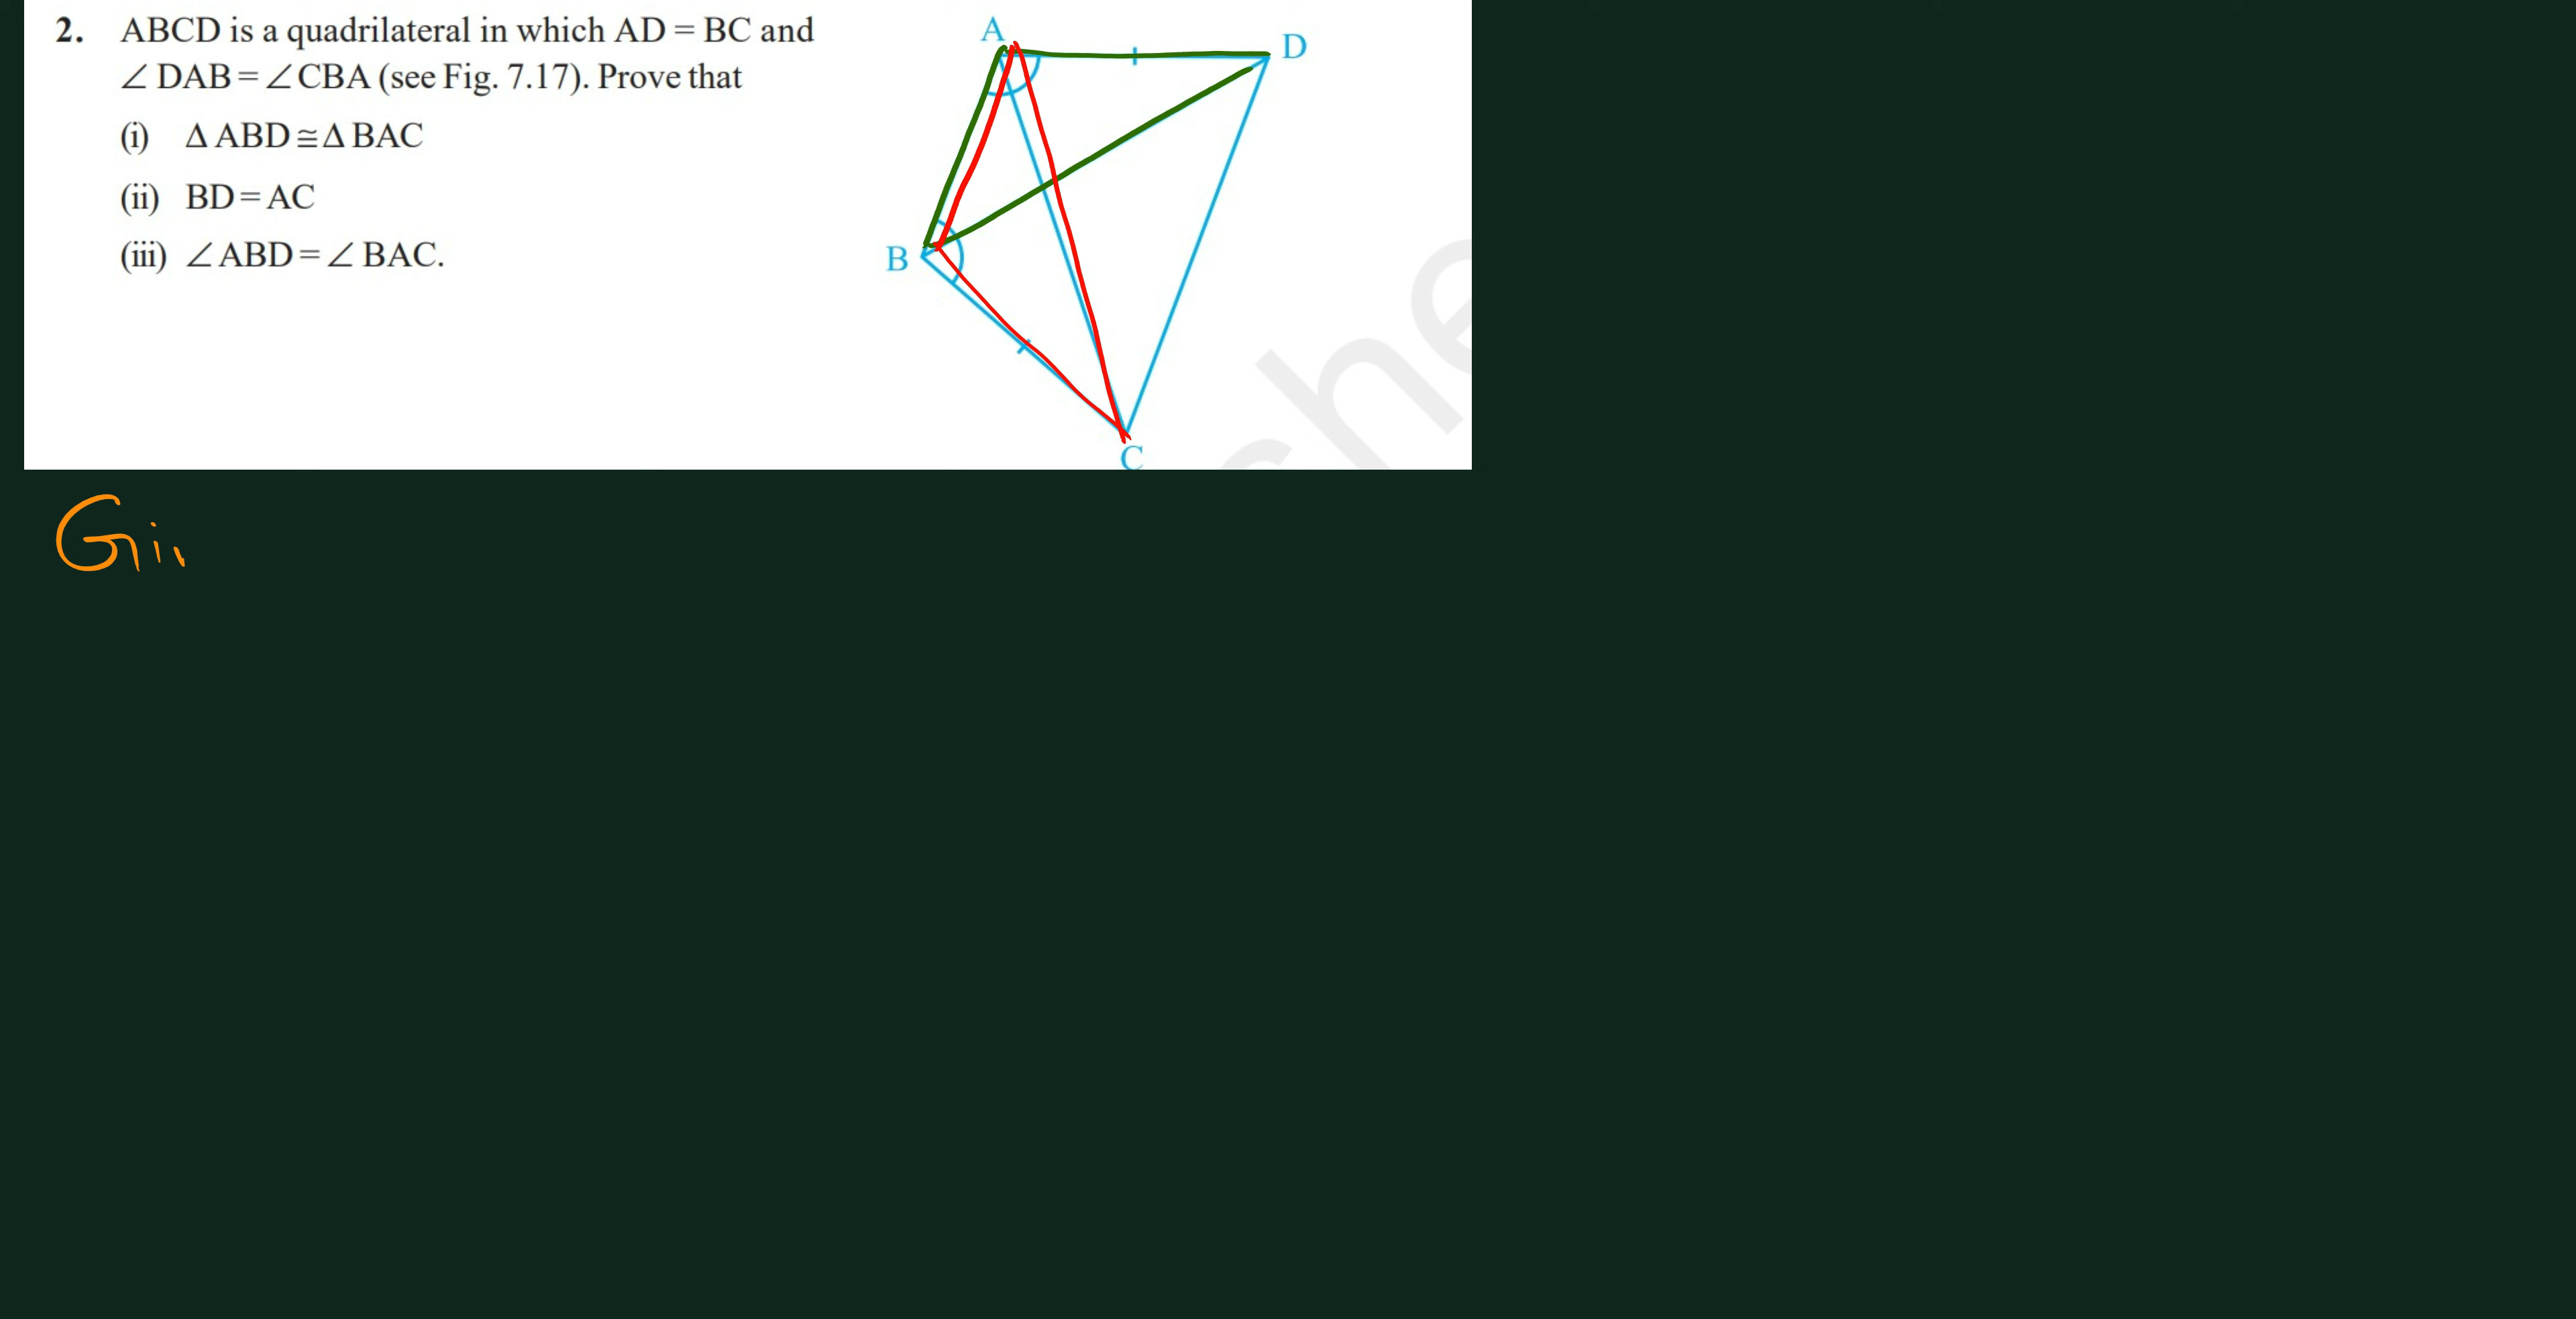 2. ABCD is a quadrilateral in which AD = BC and
∠ DAB = ∠ CBA (see Fig. 7.17). Prove that
(i) Δ ABD ≅ Δ BAC
(ii) BD = AC
(iii) ∠ ABD = ∠ BAC.
A
D
B
C
he